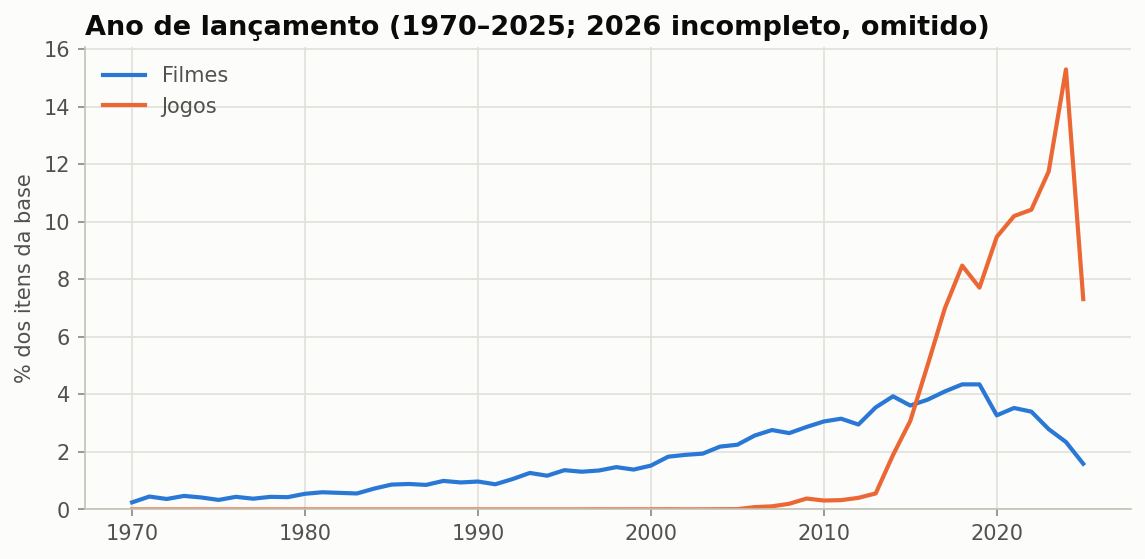 Ano de lançamento (1970–2025; 2026 incompleto, omitido)
Filmes
Jogos
% dos itens da base
16
14
12
10
8
6
4
2
0
1970 1980 1990 2000 2010 2020